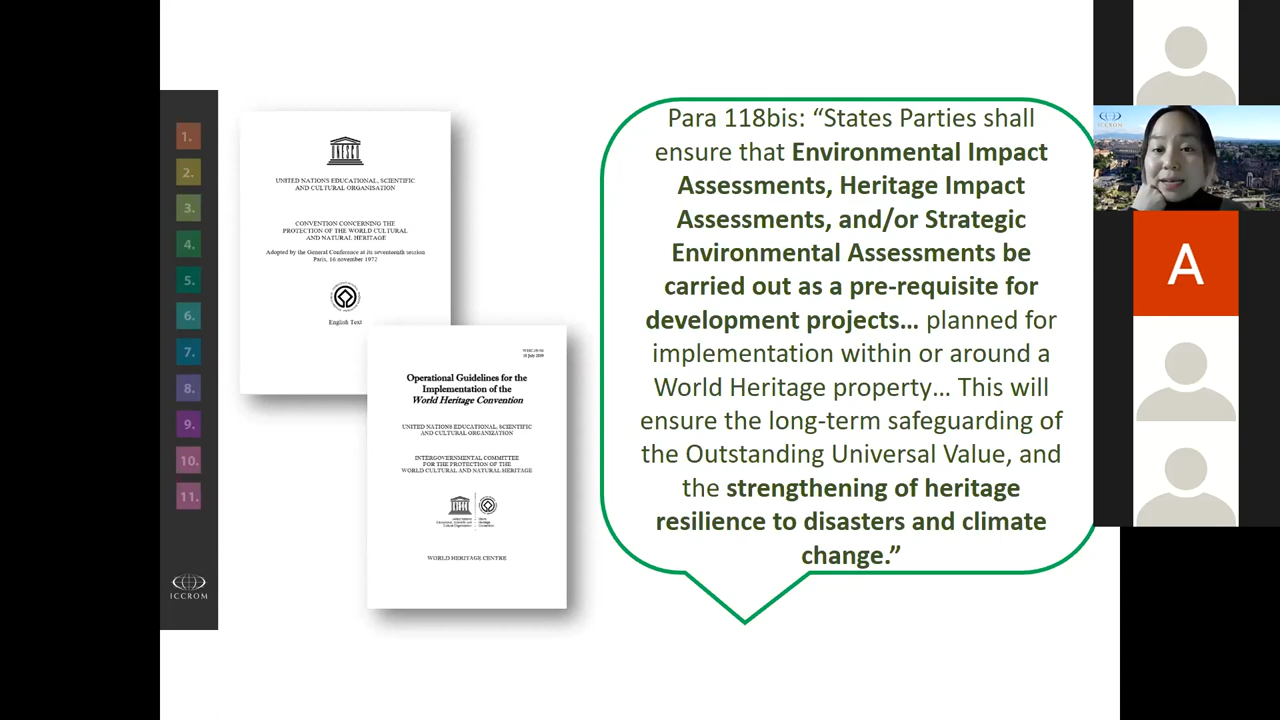 1.
2.
3.
4.
5.
6.
7.
8.
9.
10.
11.
ICCROM
UNESCO
UNITED NATIONS EDUCATIONAL, SCIENTIFIC
AND CULTURAL ORGANISATION
CONVENTION CONCERNING THE
PROTECTION OF THE WORLD CULTURAL
AND NATURAL HERITAGE
Adopted by the General Conference at its seventeenth session
Paris, 16 november 1972
English Text
10 July 2019
Operational Guidelines for the
Implementation of the
World Heritage Convention
UNITED NATIONS EDUCATIONAL, SCIENTIFIC
AND CULTURAL ORGANIZATION
INTERGOVERNMENTAL COMMITTEE
FOR THE PROTECTION OF THE
WORLD CULTURAL AND NATURAL HERITAGE
WORLD HERITAGE CENTRE
Para 118bis: “States Parties shall
ensure that Environmental Impact
Assessments, Heritage Impact
Assessments, and/or Strategic
Environmental Assessments be
carried out as a pre-requisite for
development projects… planned for
implementation within or around a
World Heritage property… This will
ensure the long-term safeguarding of
the Outstanding Universal Value, and
the strengthening of heritage
resilience to disasters and climate
change.”
ICCROM
A